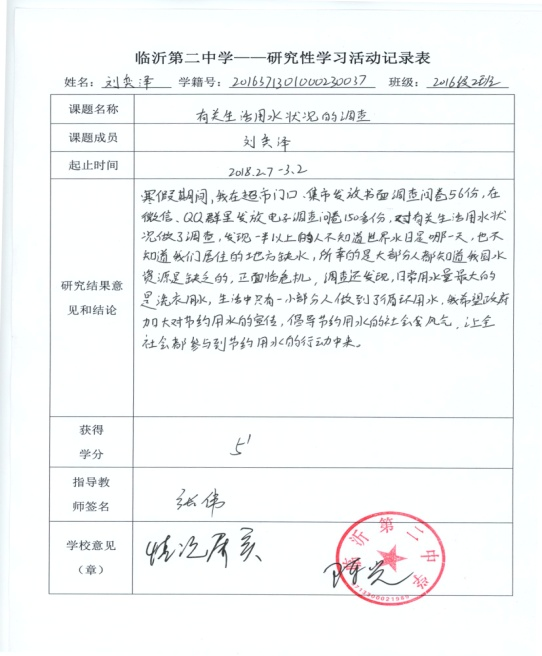 临沂第二中学——研究性学习活动记录表
姓名：刘奕泽 学籍号：2016371301000230037 班级：2016级2班
课题名称 有关生活用水状况的调查
课题成员 刘奕泽
起止时间 2018.2.7-3.2
寒假期间，我在超市门口、集市发放书面调查问卷56份，在
微信、QQ群里发放电子调查问卷150多份，对有关生活用水状
况做了调查，发现一半以上的人不知道世界水日是哪一天，也不
知道我们居住的地方缺水，所幸的是大部分人都知道我国水
资源是缺乏的，正面临危机，调查还发现，日常用水量最大的
是洗衣用水，生活中只有一小部分人做到了循环用水，我希望政府
加大对节约用水的宣传，倡导节约用水的社会风气，让全
社会都参与到节约用水的行动中来。
研究结果意
见和结论
获得
学分
5'
指导教
师签名
张伟
学校意见
（章）
情况属实
临沂第二中学